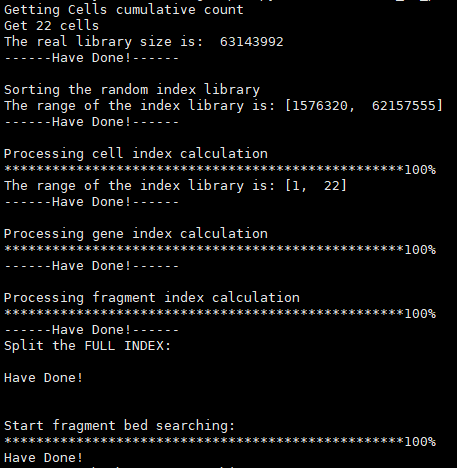 Getting Cells cumulative count
Get 22 cells
The real library size is:  63143992
------Have Done!------
Sorting the random index library
The range of the index library is: [1576320,  62157555]
------Have Done!------
Processing cell index calculation
**************************************************100%
The range of the index library is: [1,  22]
------Have Done!------
Processing gene index calculation
**************************************************100%
------Have Done!------
Processing fragment index calculation
**************************************************100%
------Have Done!------
Split the FULL INDEX:
Have Done!
Start fragment bed searching:
**************************************************100%
Have Done!